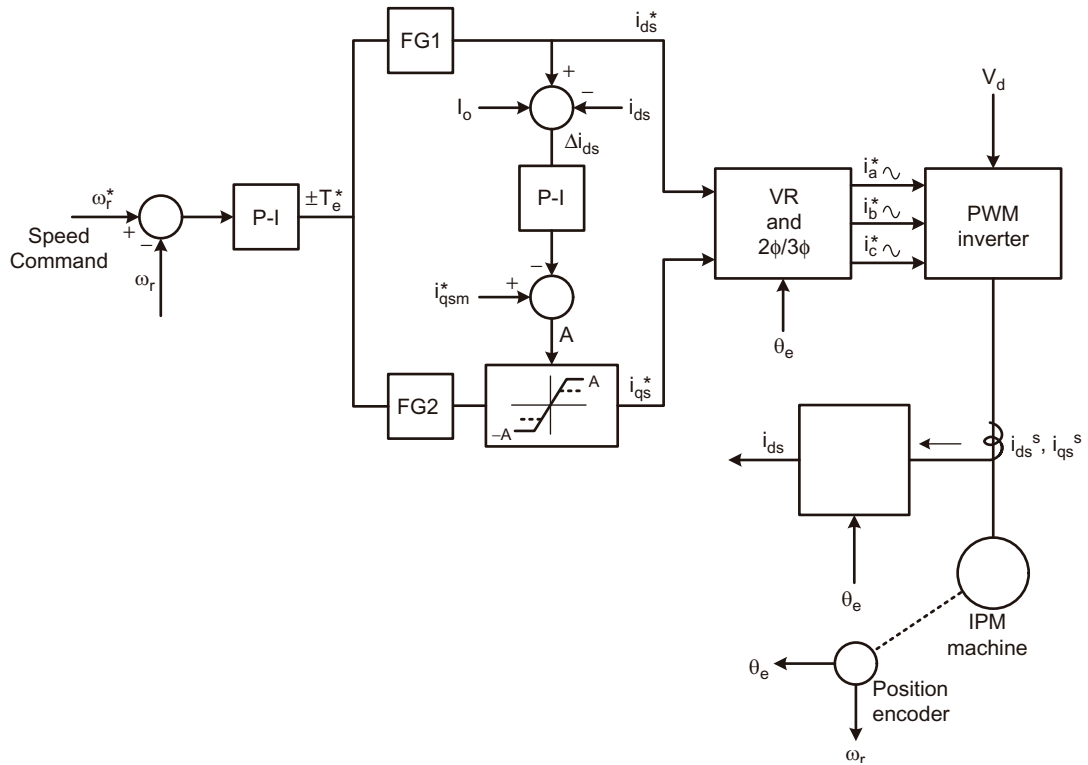 FG1
i_ds^*
+
−
I_o
i_ds
Δi_ds
V_d
ω_r^*
+
−
Speed
Command
ω_r
P-I
±T_e^*
P-I
VR
and
2ϕ/3ϕ
i_a^* ∿
i_b^* ∿
i_c^* ∿
PWM
inverter
−
i_qsm^*
+
A
θ_e
FG2
A
−A
i_qs^*
i_ds
i_ds^s, i_qs^s
θ_e
IPM
machine
θ_e
Position
encoder
ω_r